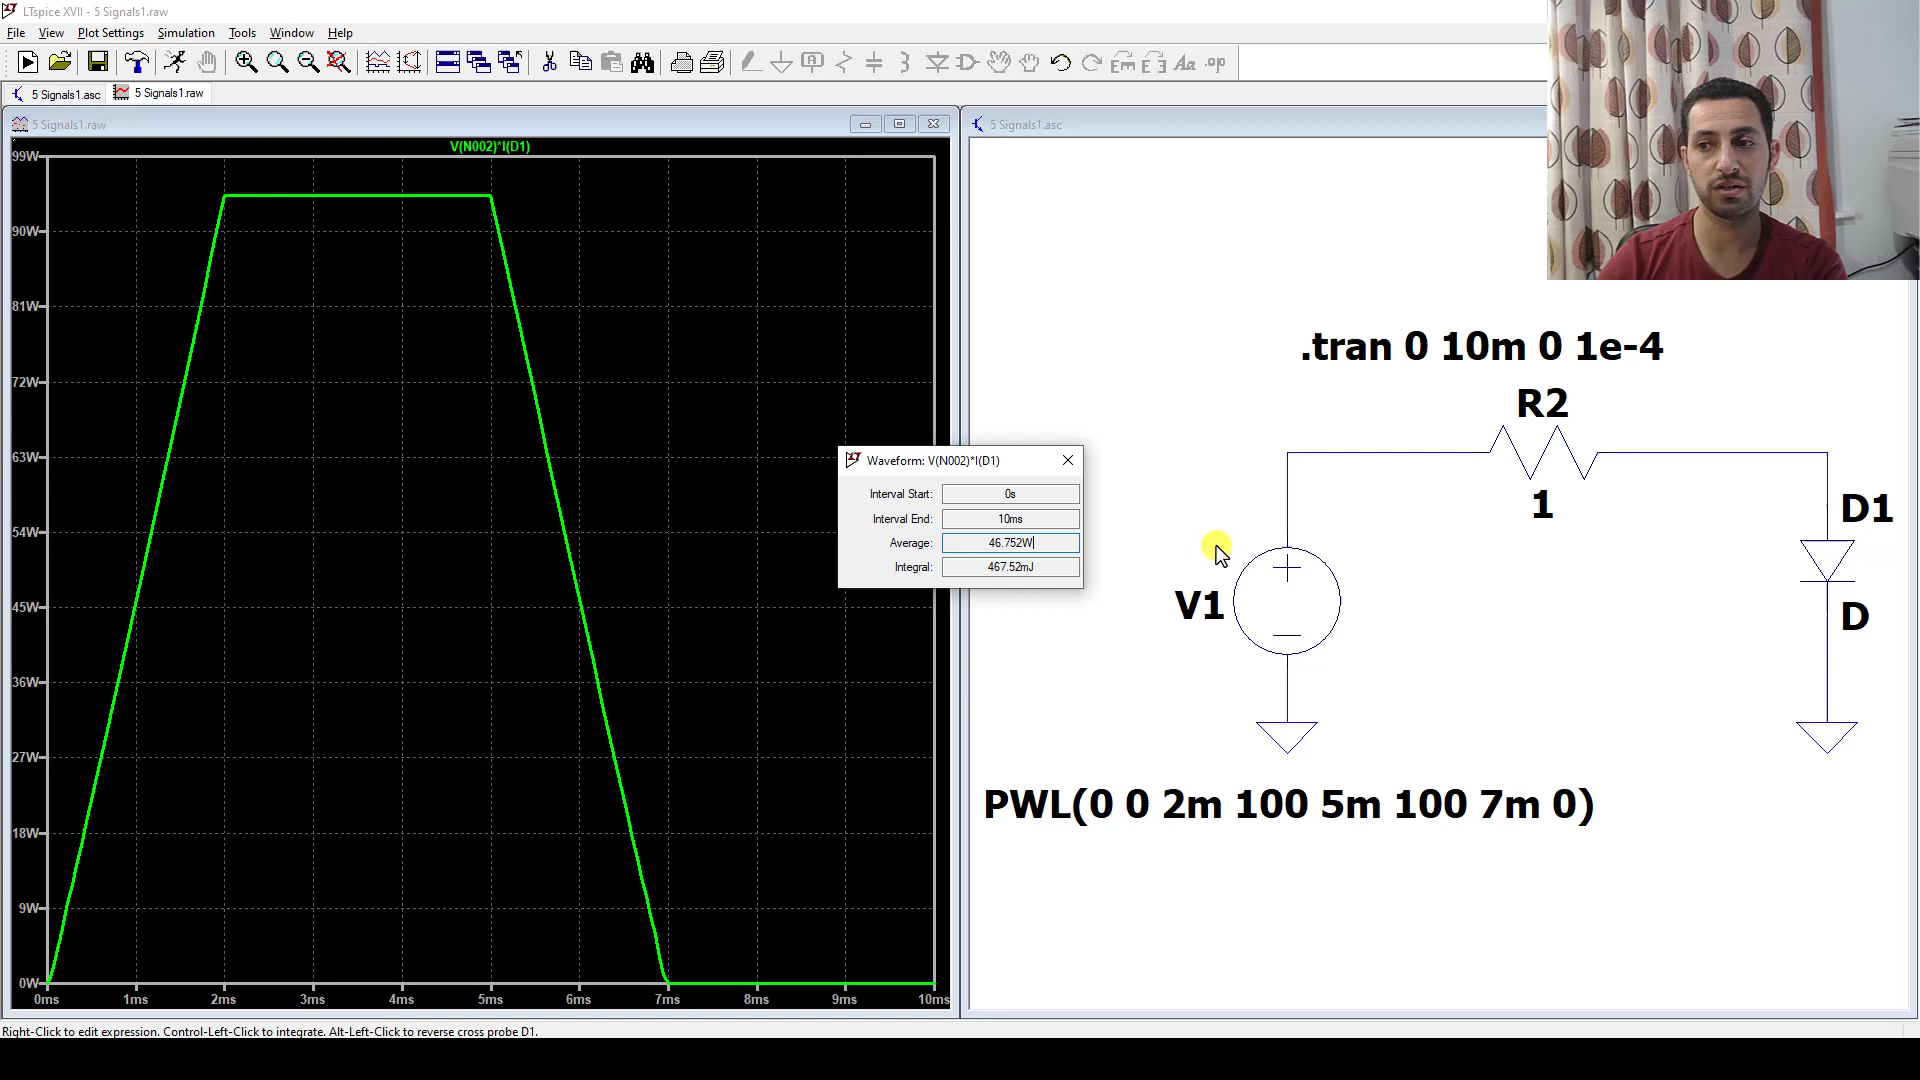 LTspice XVII - 5 Signals1.raw
File View Plot Settings Simulation Tools Window Help
5 Signals1.asc 5 Signals1.raw
5 Signals1.raw
V(N002)*I(D1)
99W
90W
81W
72W
63W
54W
45W
36W
27W
18W
9W
0W
0ms 1ms 2ms 3ms 4ms 5ms 6ms 7ms 8ms 9ms 10ms
Waveform: V(N002)*I(D1)
Interval Start: 0s
Interval End: 10ms
Average: 46.752W
Integral: 467.52mJ
5 Signals1.asc
.tran 0 10m 0 1e-4
R2
1
D1
D
V1
PWL(0 0 2m 100 5m 100 7m 0)
Right-Click to edit expression. Control-Left-Click to integrate. Alt-Left-Click to reverse cross probe D1.